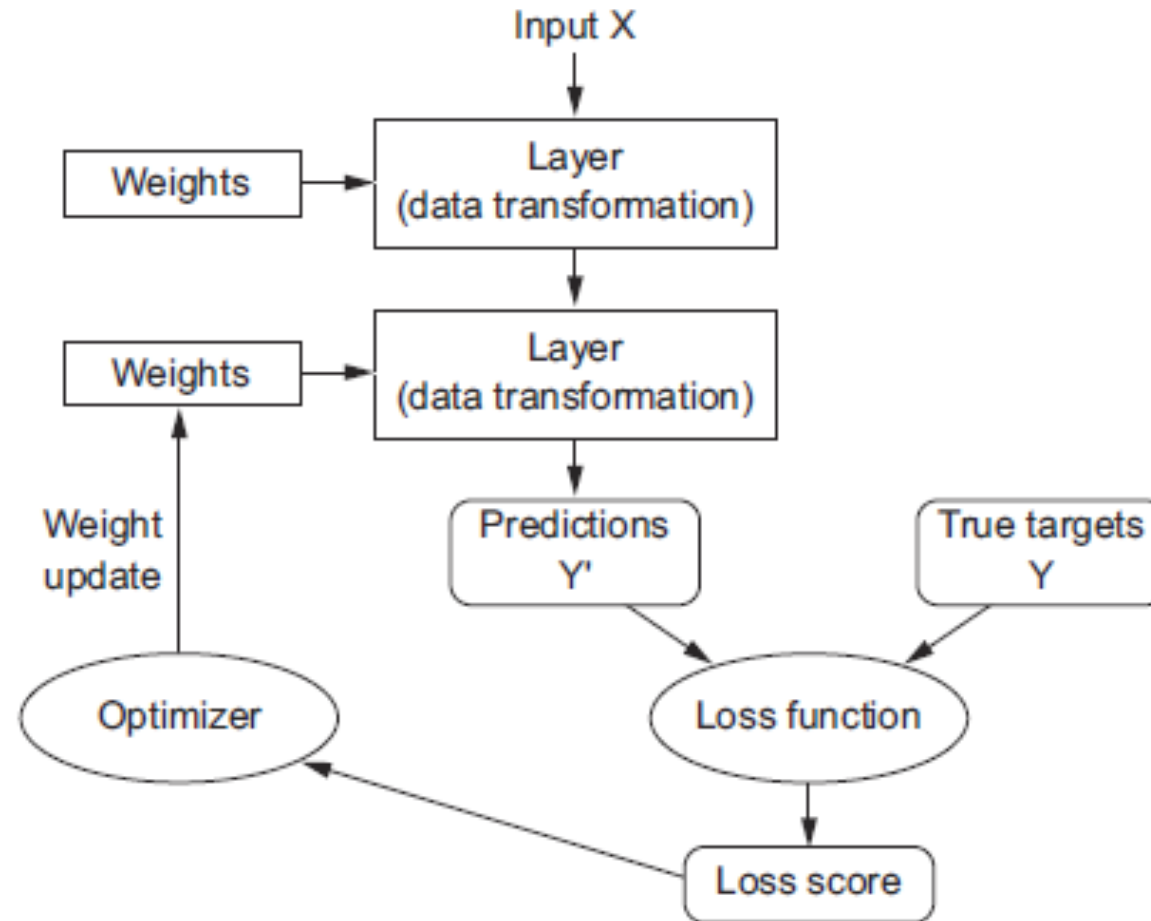 Input X
Weights
Layer
(data transformation)
Weights
Layer
(data transformation)
Weight
update
Predictions
Y'
True targets
Y
Optimizer
Loss function
Loss score